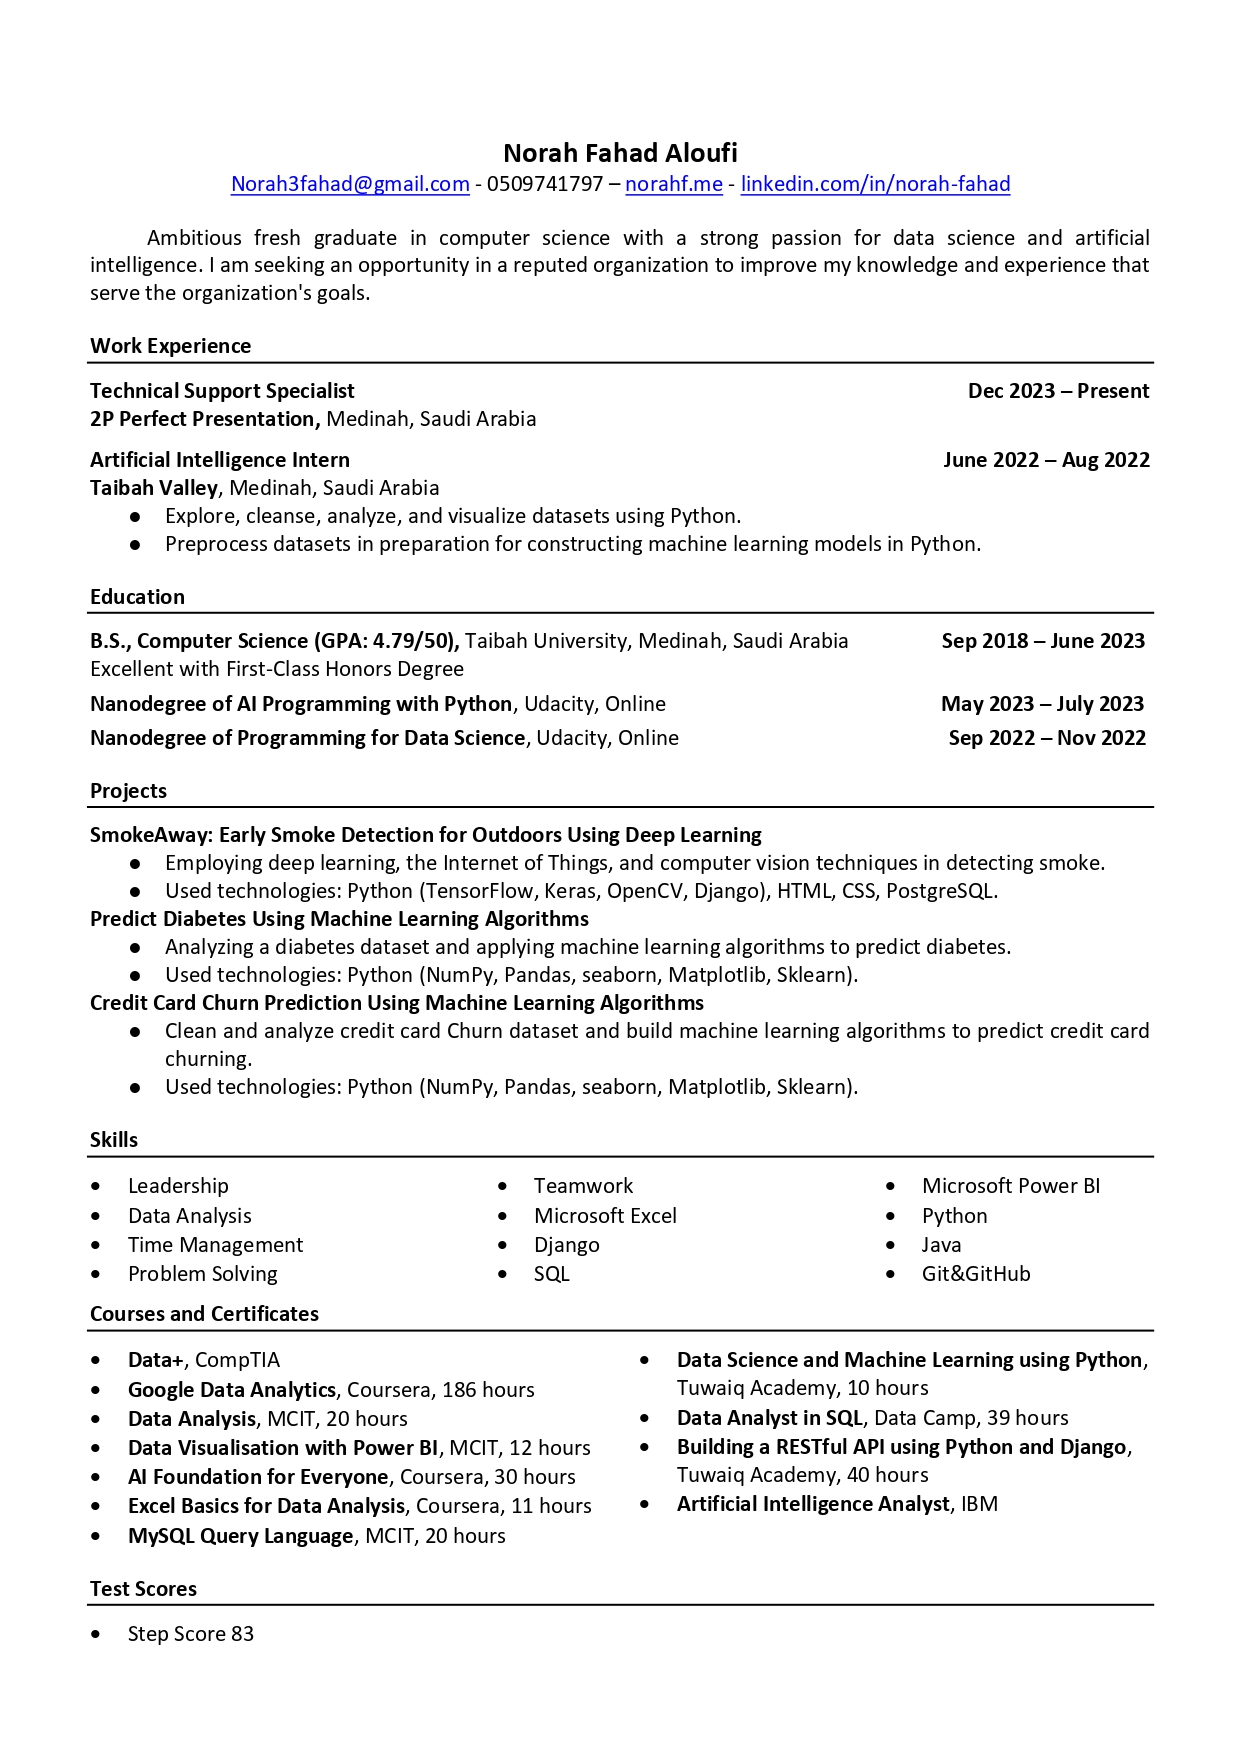 Norah Fahad Aloufi
Norah3fahad@gmail.com - 0509741797 – norahf.me - linkedin.com/in/norah-fahad
Ambitious fresh graduate in computer science with a strong passion for data science and artificial
intelligence. I am seeking an opportunity in a reputed organization to improve my knowledge and experience that
serve the organization's goals.
Work Experience
Technical Support Specialist Dec 2023 – Present
2P Perfect Presentation, Medinah, Saudi Arabia
Artificial Intelligence Intern June 2022 – Aug 2022
Taibah Valley, Medinah, Saudi Arabia
● Explore, cleanse, analyze, and visualize datasets using Python.
● Preprocess datasets in preparation for constructing machine learning models in Python.
Education
B.S., Computer Science (GPA: 4.79/50), Taibah University, Medinah, Saudi Arabia Sep 2018 – June 2023
Excellent with First-Class Honors Degree
Nanodegree of AI Programming with Python, Udacity, Online May 2023 – July 2023
Nanodegree of Programming for Data Science, Udacity, Online Sep 2022 – Nov 2022
Projects
SmokeAway: Early Smoke Detection for Outdoors Using Deep Learning
● Employing deep learning, the Internet of Things, and computer vision techniques in detecting smoke.
● Used technologies: Python (TensorFlow, Keras, OpenCV, Django), HTML, CSS, PostgreSQL.
Predict Diabetes Using Machine Learning Algorithms
● Analyzing a diabetes dataset and applying machine learning algorithms to predict diabetes.
● Used technologies: Python (NumPy, Pandas, seaborn, Matplotlib, Sklearn).
Credit Card Churn Prediction Using Machine Learning Algorithms
● Clean and analyze credit card Churn dataset and build machine learning algorithms to predict credit card
churning.
● Used technologies: Python (NumPy, Pandas, seaborn, Matplotlib, Sklearn).
Skills
• Leadership
• Data Analysis
• Time Management
• Problem Solving
• Teamwork
• Microsoft Excel
• Django
• SQL
• Microsoft Power BI
• Python
• Java
• Git&GitHub
Courses and Certificates
• Data+, CompTIA
• Google Data Analytics, Coursera, 186 hours
• Data Analysis, MCIT, 20 hours
• Data Visualisation with Power BI, MCIT, 12 hours
• AI Foundation for Everyone, Coursera, 30 hours
• Excel Basics for Data Analysis, Coursera, 11 hours
• MySQL Query Language, MCIT, 20 hours
• Data Science and Machine Learning using Python,
Tuwaiq Academy, 10 hours
• Data Analyst in SQL, Data Camp, 39 hours
• Building a RESTful API using Python and Django,
Tuwaiq Academy, 40 hours
• Artificial Intelligence Analyst, IBM
Test Scores
• Step Score 83